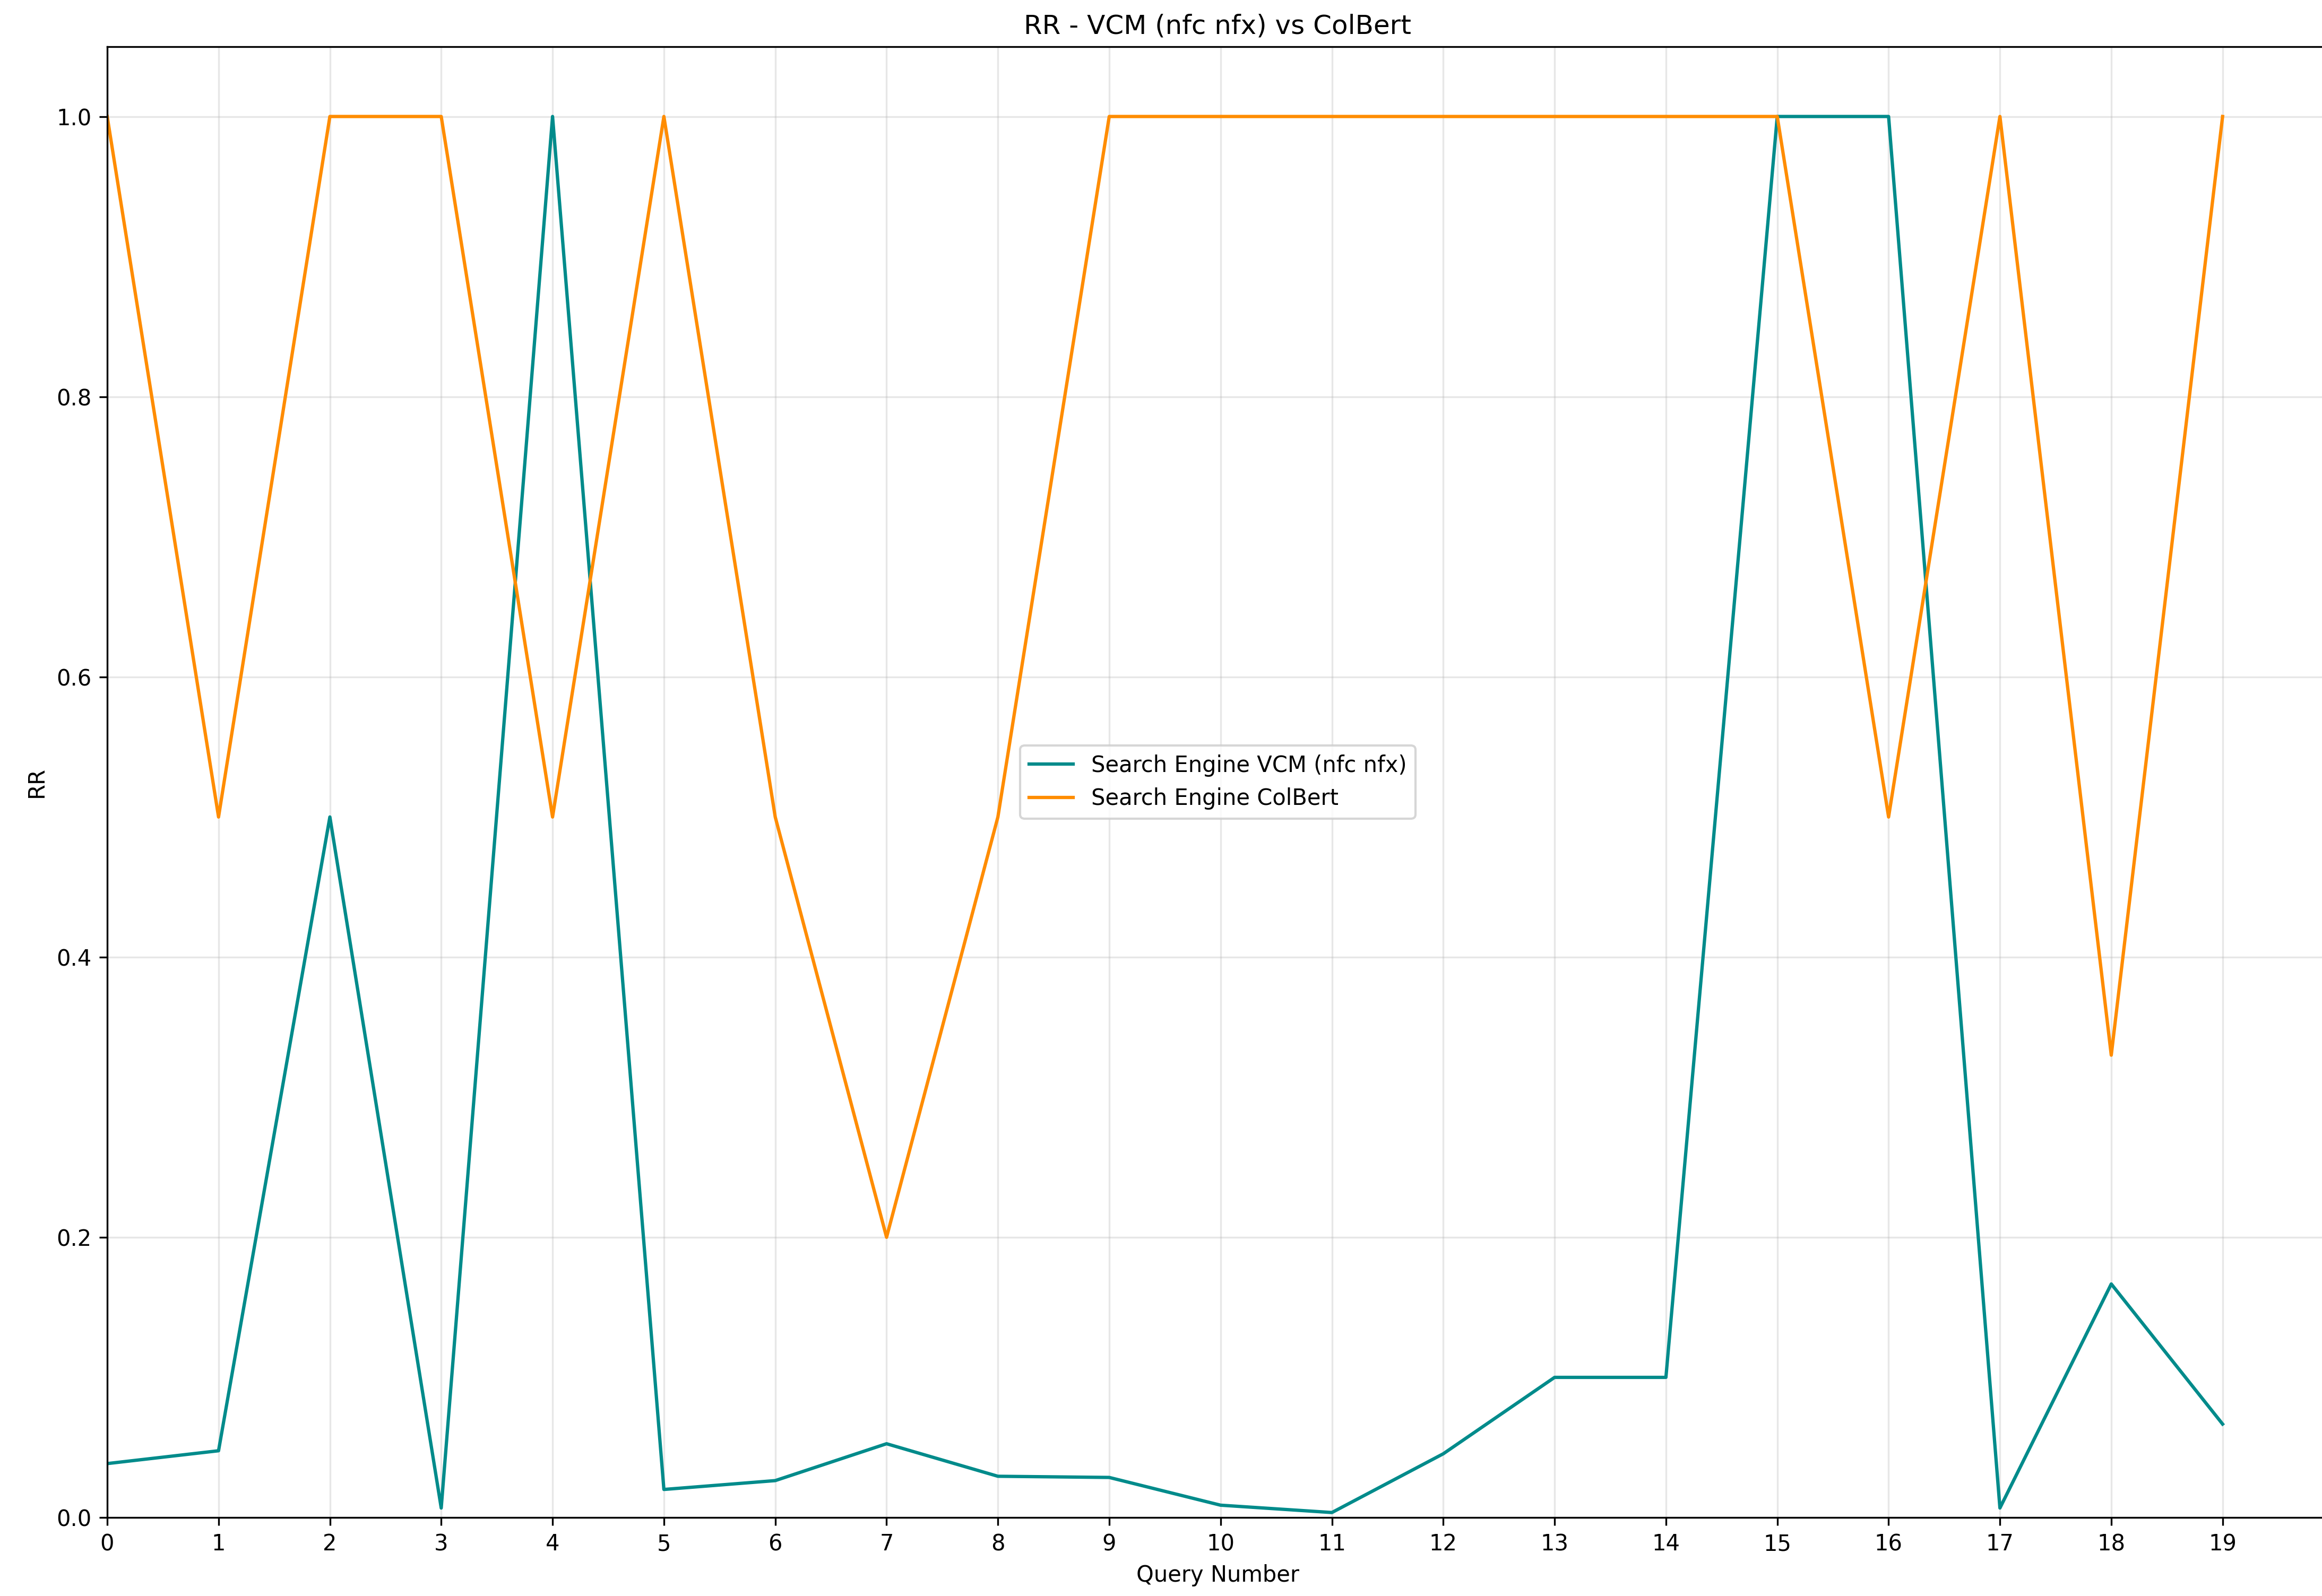 RR - VCM (nfc nfx) vs ColBert
1.0
0.8
0.6
0.4
0.2
0.0
RR
Search Engine VCM (nfc nfx)
Search Engine ColBert
0 1 2 3 4 5 6 7 8 9 10 11 12 13 14 15 16 17 18 19
Query Number